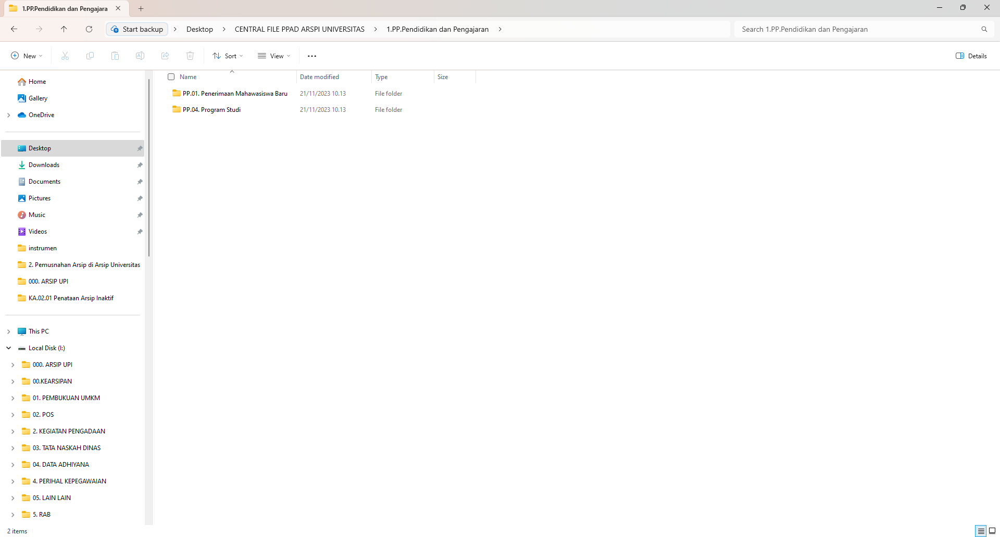 1.PP.Pendidikan dan Pengajara
Start backup
Desktop
CENTRAL FILE PPAD ARSPI UNIVERSITAS
1.PP.Pendidikan dan Pengajaran
Search 1.PP.Pendidikan dan Pengajaran
New
Sort
View
Details
Home
Gallery
OneDrive
Desktop
Downloads
Documents
Pictures
Music
Videos
instrumen
2. Pemusnahan Arsip di Arsip Universitas
000. ARSIP UPI
KA.02.01 Penataan Arsip Inaktif
This PC
Local Disk (I:)
000. ARSIP UPI
00.KEARSIPAN
01. PEMBUKUAN UMKM
02. POS
2. KEGIATAN PENGADAAN
03. TATA NASKAH DINAS
04. DATA ADHIYANA
4. PERIHAL KEPEGAWAIAN
05. LAIN LAIN
5. RAB
Name Date modified Type Size
PP.01. Penerimaan Mahawasiswa Baru 21/11/2023 10.13 File folder
PP.04. Program Studi 21/11/2023 10.13 File folder
2 items